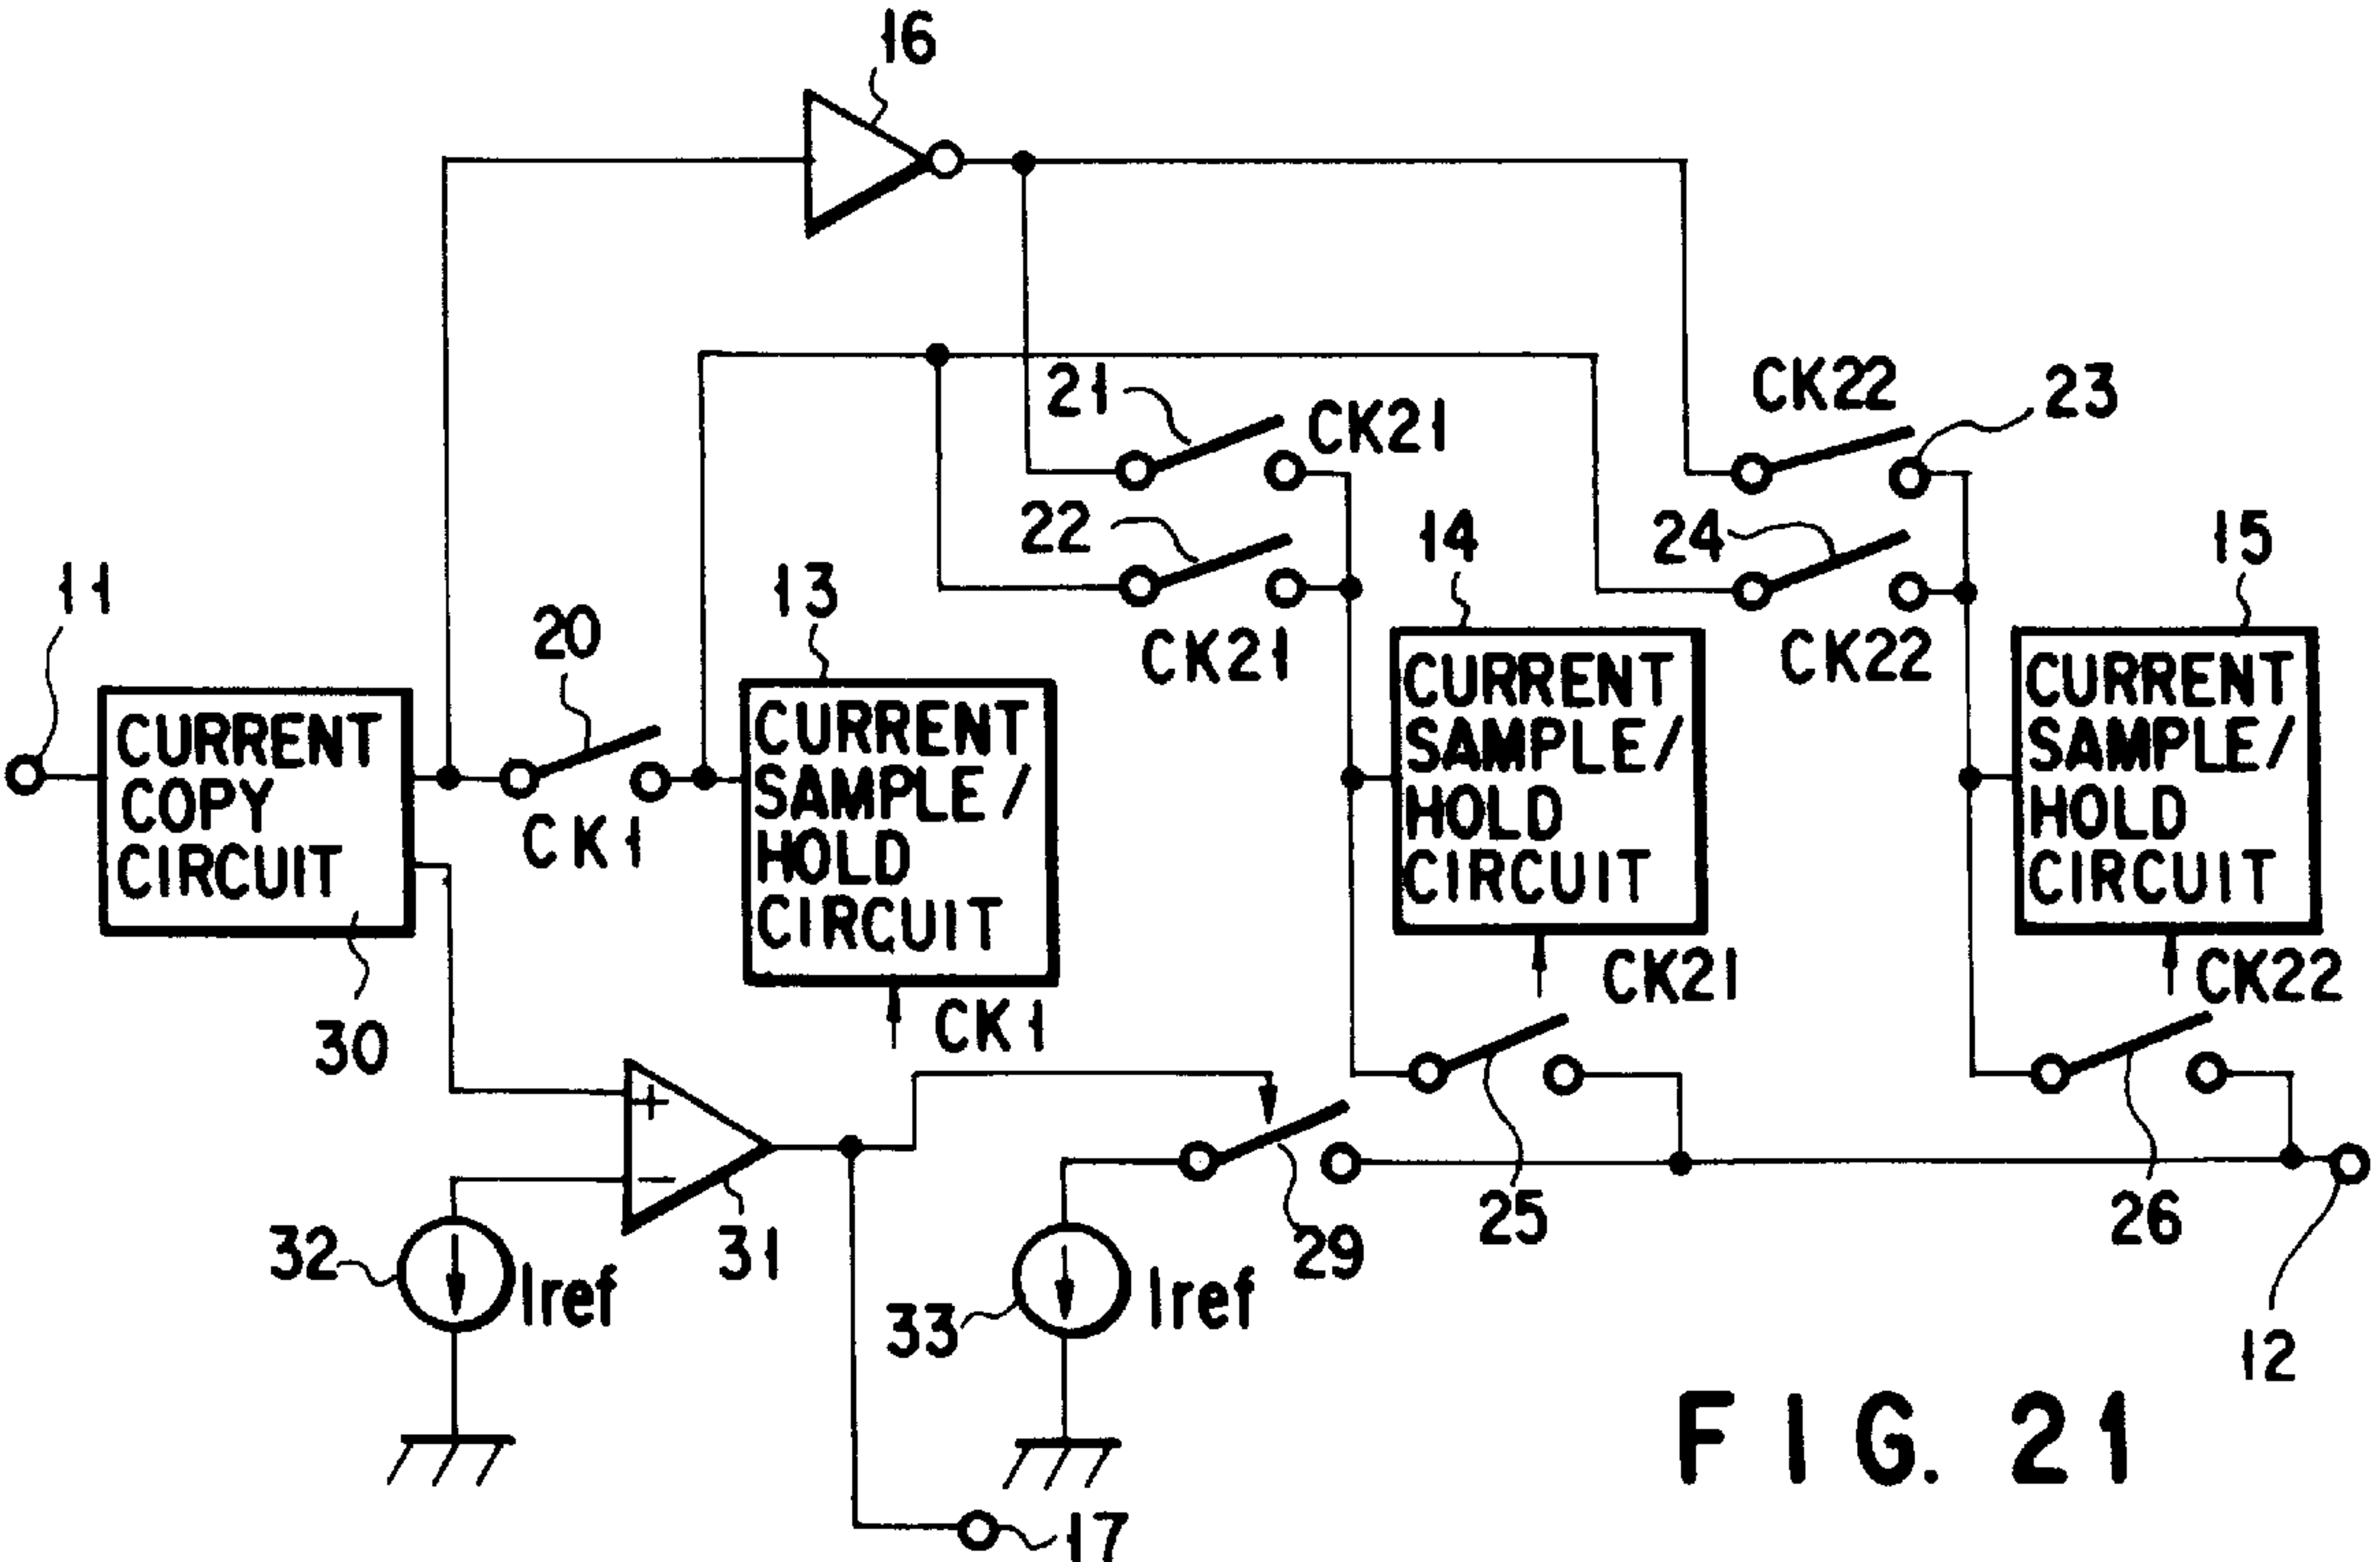 16
21
CK21
CK22
23
22
CK21
14
24
CK22
15
11
20
13
CURRENT
COPY
CIRCUIT
CK1
CURRENT
SAMPLE/
HOLD
CIRCUIT
CURRENT
SAMPLE/
HOLD
CIRCUIT
CURRENT
SAMPLE/
HOLD
CIRCUIT
30
CK1
CK21
CK22
+
−
31
32
Iref
33
Iref
29
25
26
12
17
FIG. 21